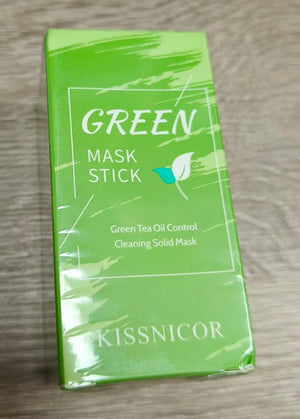 GREEN
MASK
STICK
Green Tea Oil Control
Cleaning Solid Mask
KISSNICOR